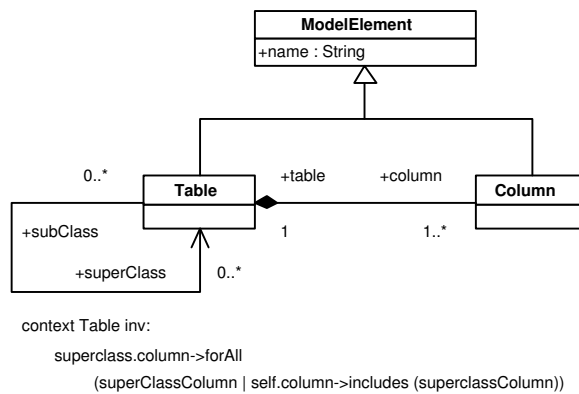 ModelElement
+name : String
0..*
+table
+column
Table
Column
+subClass
1
1..*
+superClass
0..*
context Table inv:
superclass.column->forAll
(superClassColumn | self.column->includes (superclassColumn))